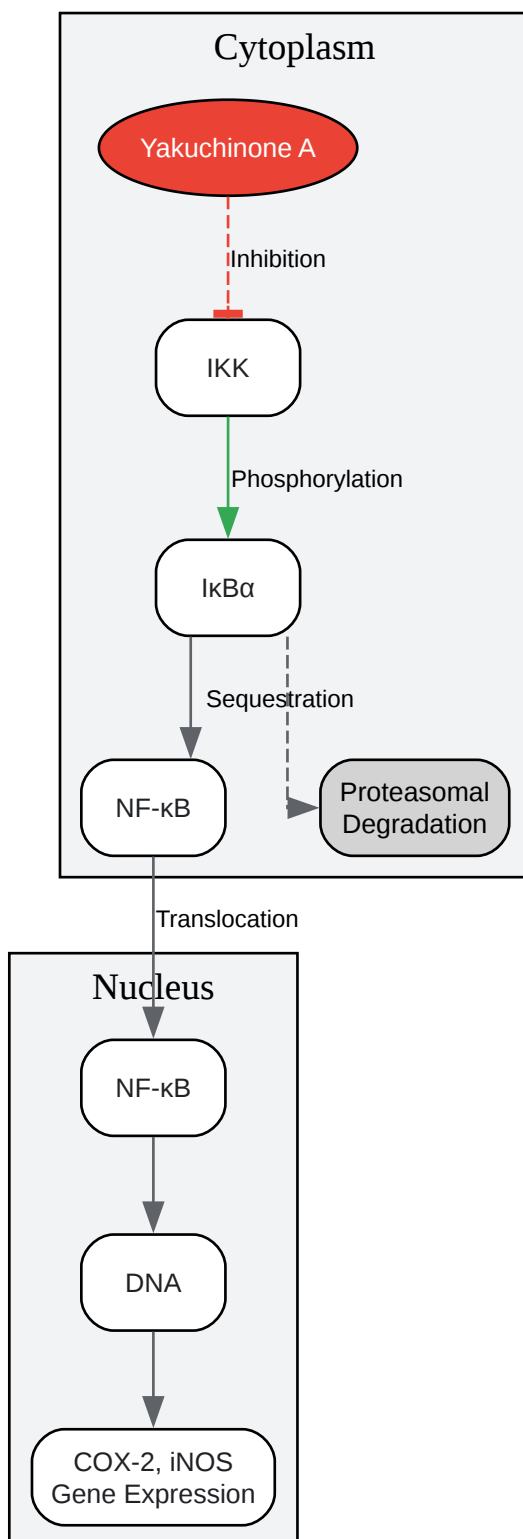 Cytoplasm
Yakuchinone A
Inhibition
IKK
Phosphorylation
IκBα
Sequestration
NF-κB
Proteasomal
Degradation
Translocation
Nucleus
NF-κB
DNA
COX-2, iNOS
Gene Expression